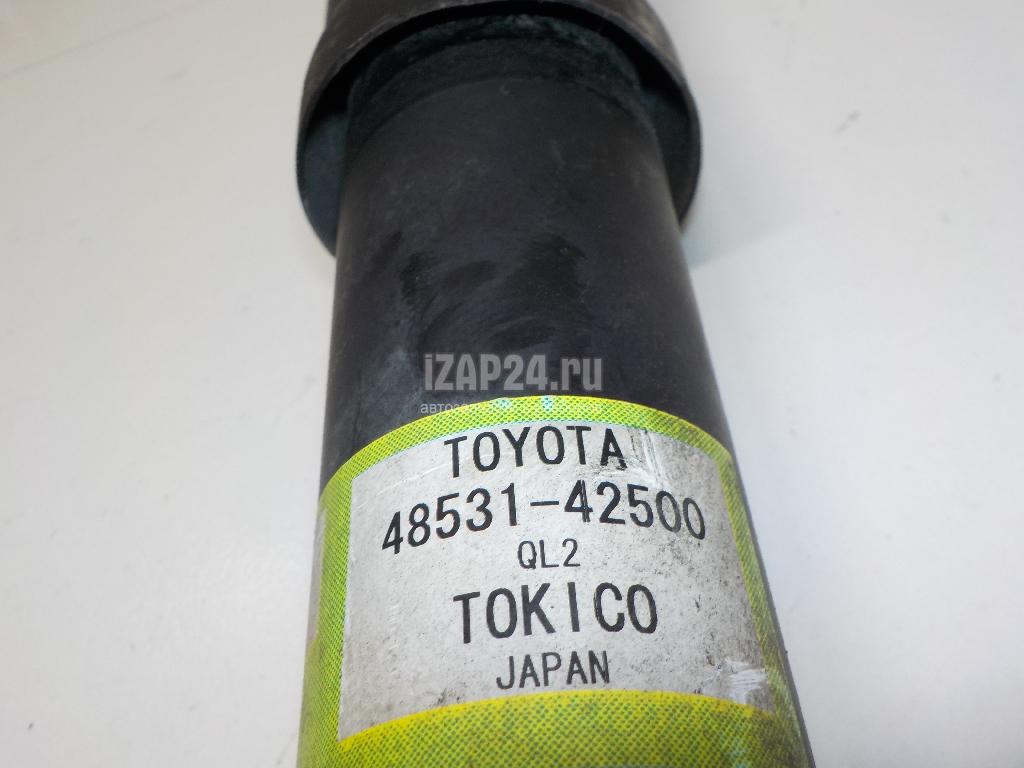 iZAP24.ru
TOYOTA
48531-42500
QL2
TOKICO
JAPAN